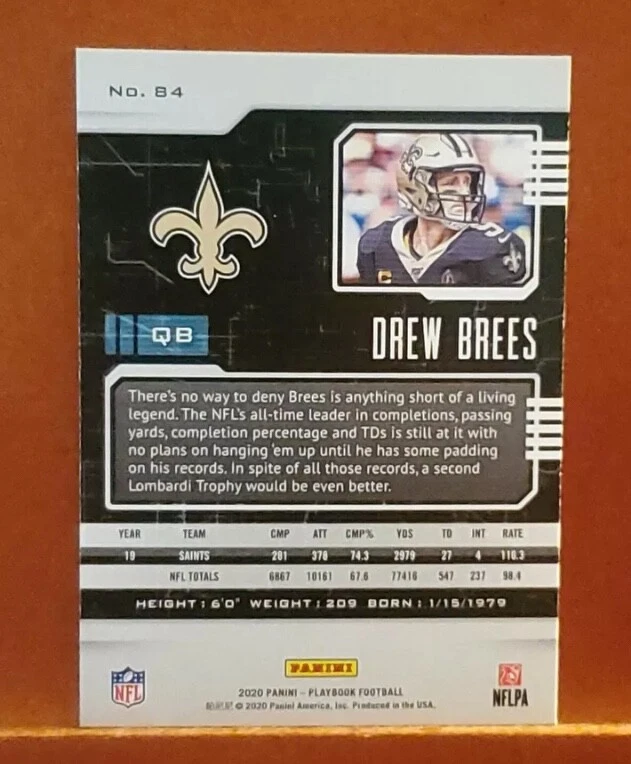 No. 84
QB
DREW BREES
There's no way to deny Brees is anything short of a living
legend. The NFL's all-time leader in completions, passing
yards, completion percentage and TDs is still at it with
no plans on hanging 'em up until he has some padding
on his records. In spite of all those records, a second
Lombardi Trophy would be even better.
YEAR TEAM CMP ATT CMP% YDS TD INT RATE
19 SAINTS 281 378 74.3 2979 27 4 116.3
NFL TOTALS 6867 10161 67.6 77416 547 237 98.4
HEIGHT: 6'0" WEIGHT: 209 BORN: 1/15/1979
PANINI
NFL
NFLPA
2020 PANINI – PLAYBOOK FOOTBALL
© 2020 Panini America, Inc. Produced in the USA.